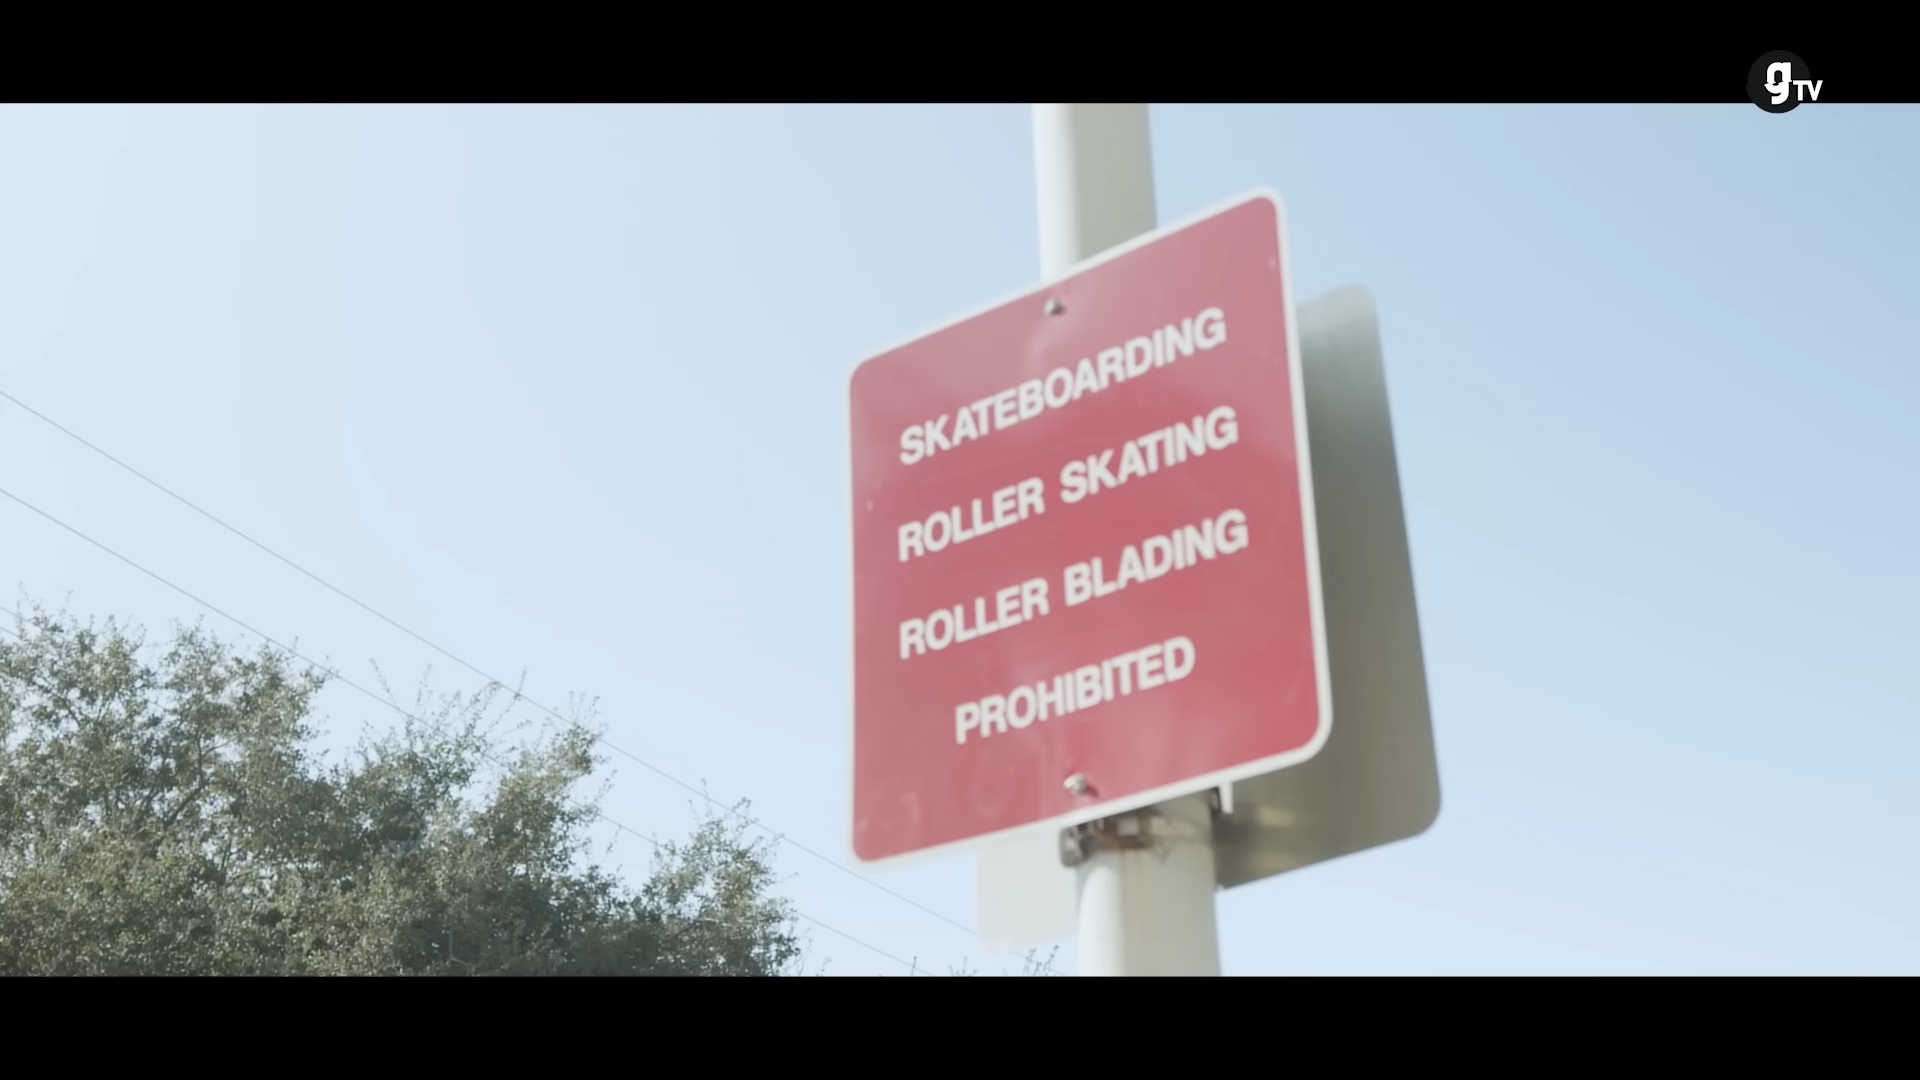 gTV
SKATEBOARDING
ROLLER SKATING
ROLLER BLADING
PROHIBITED